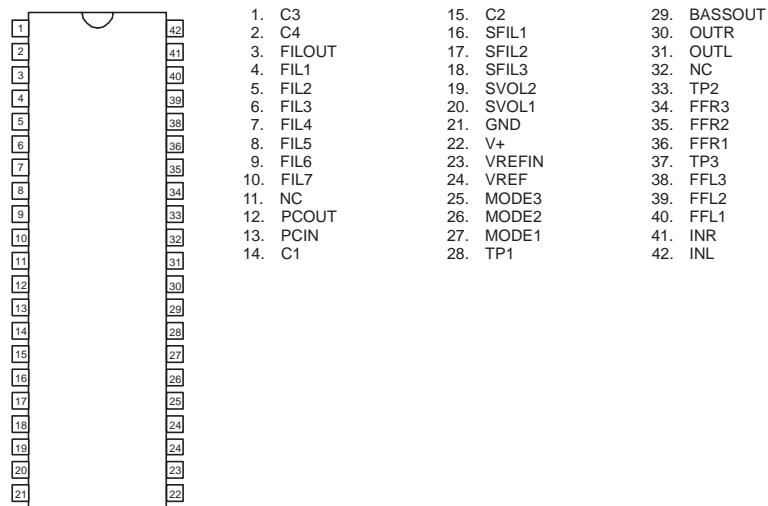 1 42
2 41
3 40
4 39
5 38
6 36
7 35
8 34
9 33
10 32
11 31
12 30
13 29
14 28
15 27
16 26
17 25
18 24
19 24
20 23
21 22
1. C3
2. C4
3. FILOUT
4. FIL1
5. FIL2
6. FIL3
7. FIL4
8. FIL5
9. FIL6
10. FIL7
11. NC
12. PCOUT
13. PCIN
14. C1
15. C2
16. SFIL1
17. SFIL2
18. SFIL3
19. SVOL2
20. SVOL1
21. GND
22. V+
23. VREFIN
24. VREF
25. MODE3
26. MODE2
27. MODE1
28. TP1
29. BASSOUT
30. OUTR
31. OUTL
32. NC
33. TP2
34. FFR3
35. FFR2
36. FFR1
37. TP3
38. FFL3
39. FFL2
40. FFL1
41. INR
42. INL